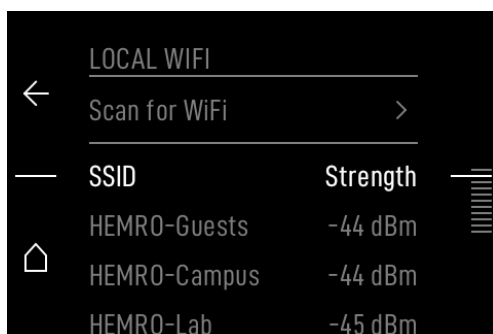 LOCAL WIFI
Scan for WiFi
SSID Strength
HEMRO-Guests -44 dBm
HEMRO-Campus -44 dBm
HEMRO-Lab -45 dBm